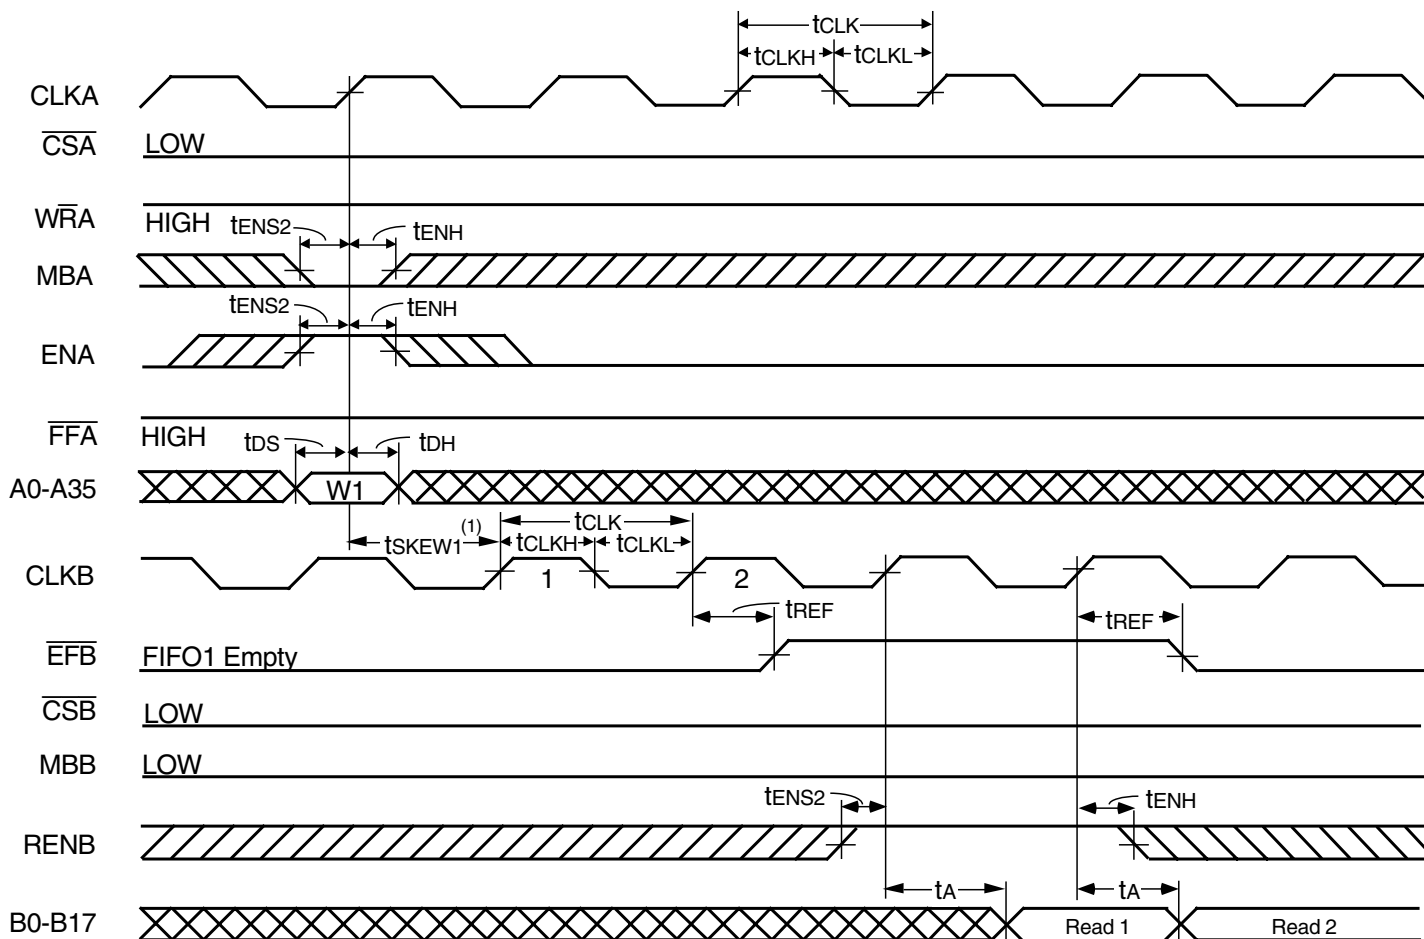 tCLK
tCLKH tCLKL
CLKA
CSA LOW
WRA HIGH tENS2 tENH
MBA
tENS2 tENH
ENA
FFA HIGH
tDS tDH
A0-A35 W1
tSKEW1(1) tCLK
tCLKH tCLKL
CLKB 1 2
tREF tREF
EFB FIFO1 Empty
CSB LOW
MBB LOW
tENS2 tENH
RENB
tA tA
B0-B17 Read 1 Read 2